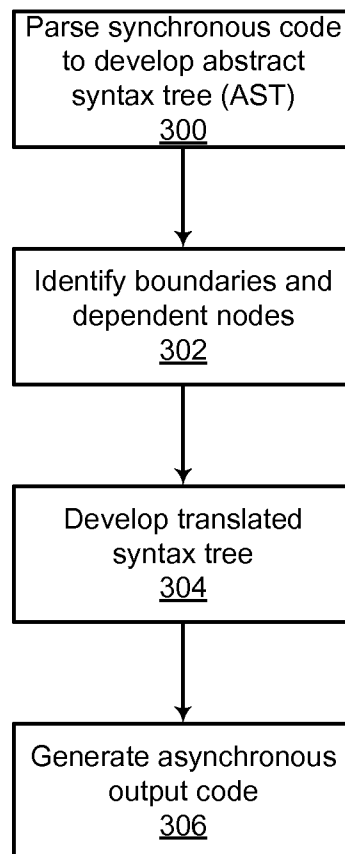 Parse synchronous code
to develop abstract
syntax tree (AST)
300
Identify boundaries and
dependent nodes
302
Develop translated
syntax tree
304
Generate asynchronous
output code
306